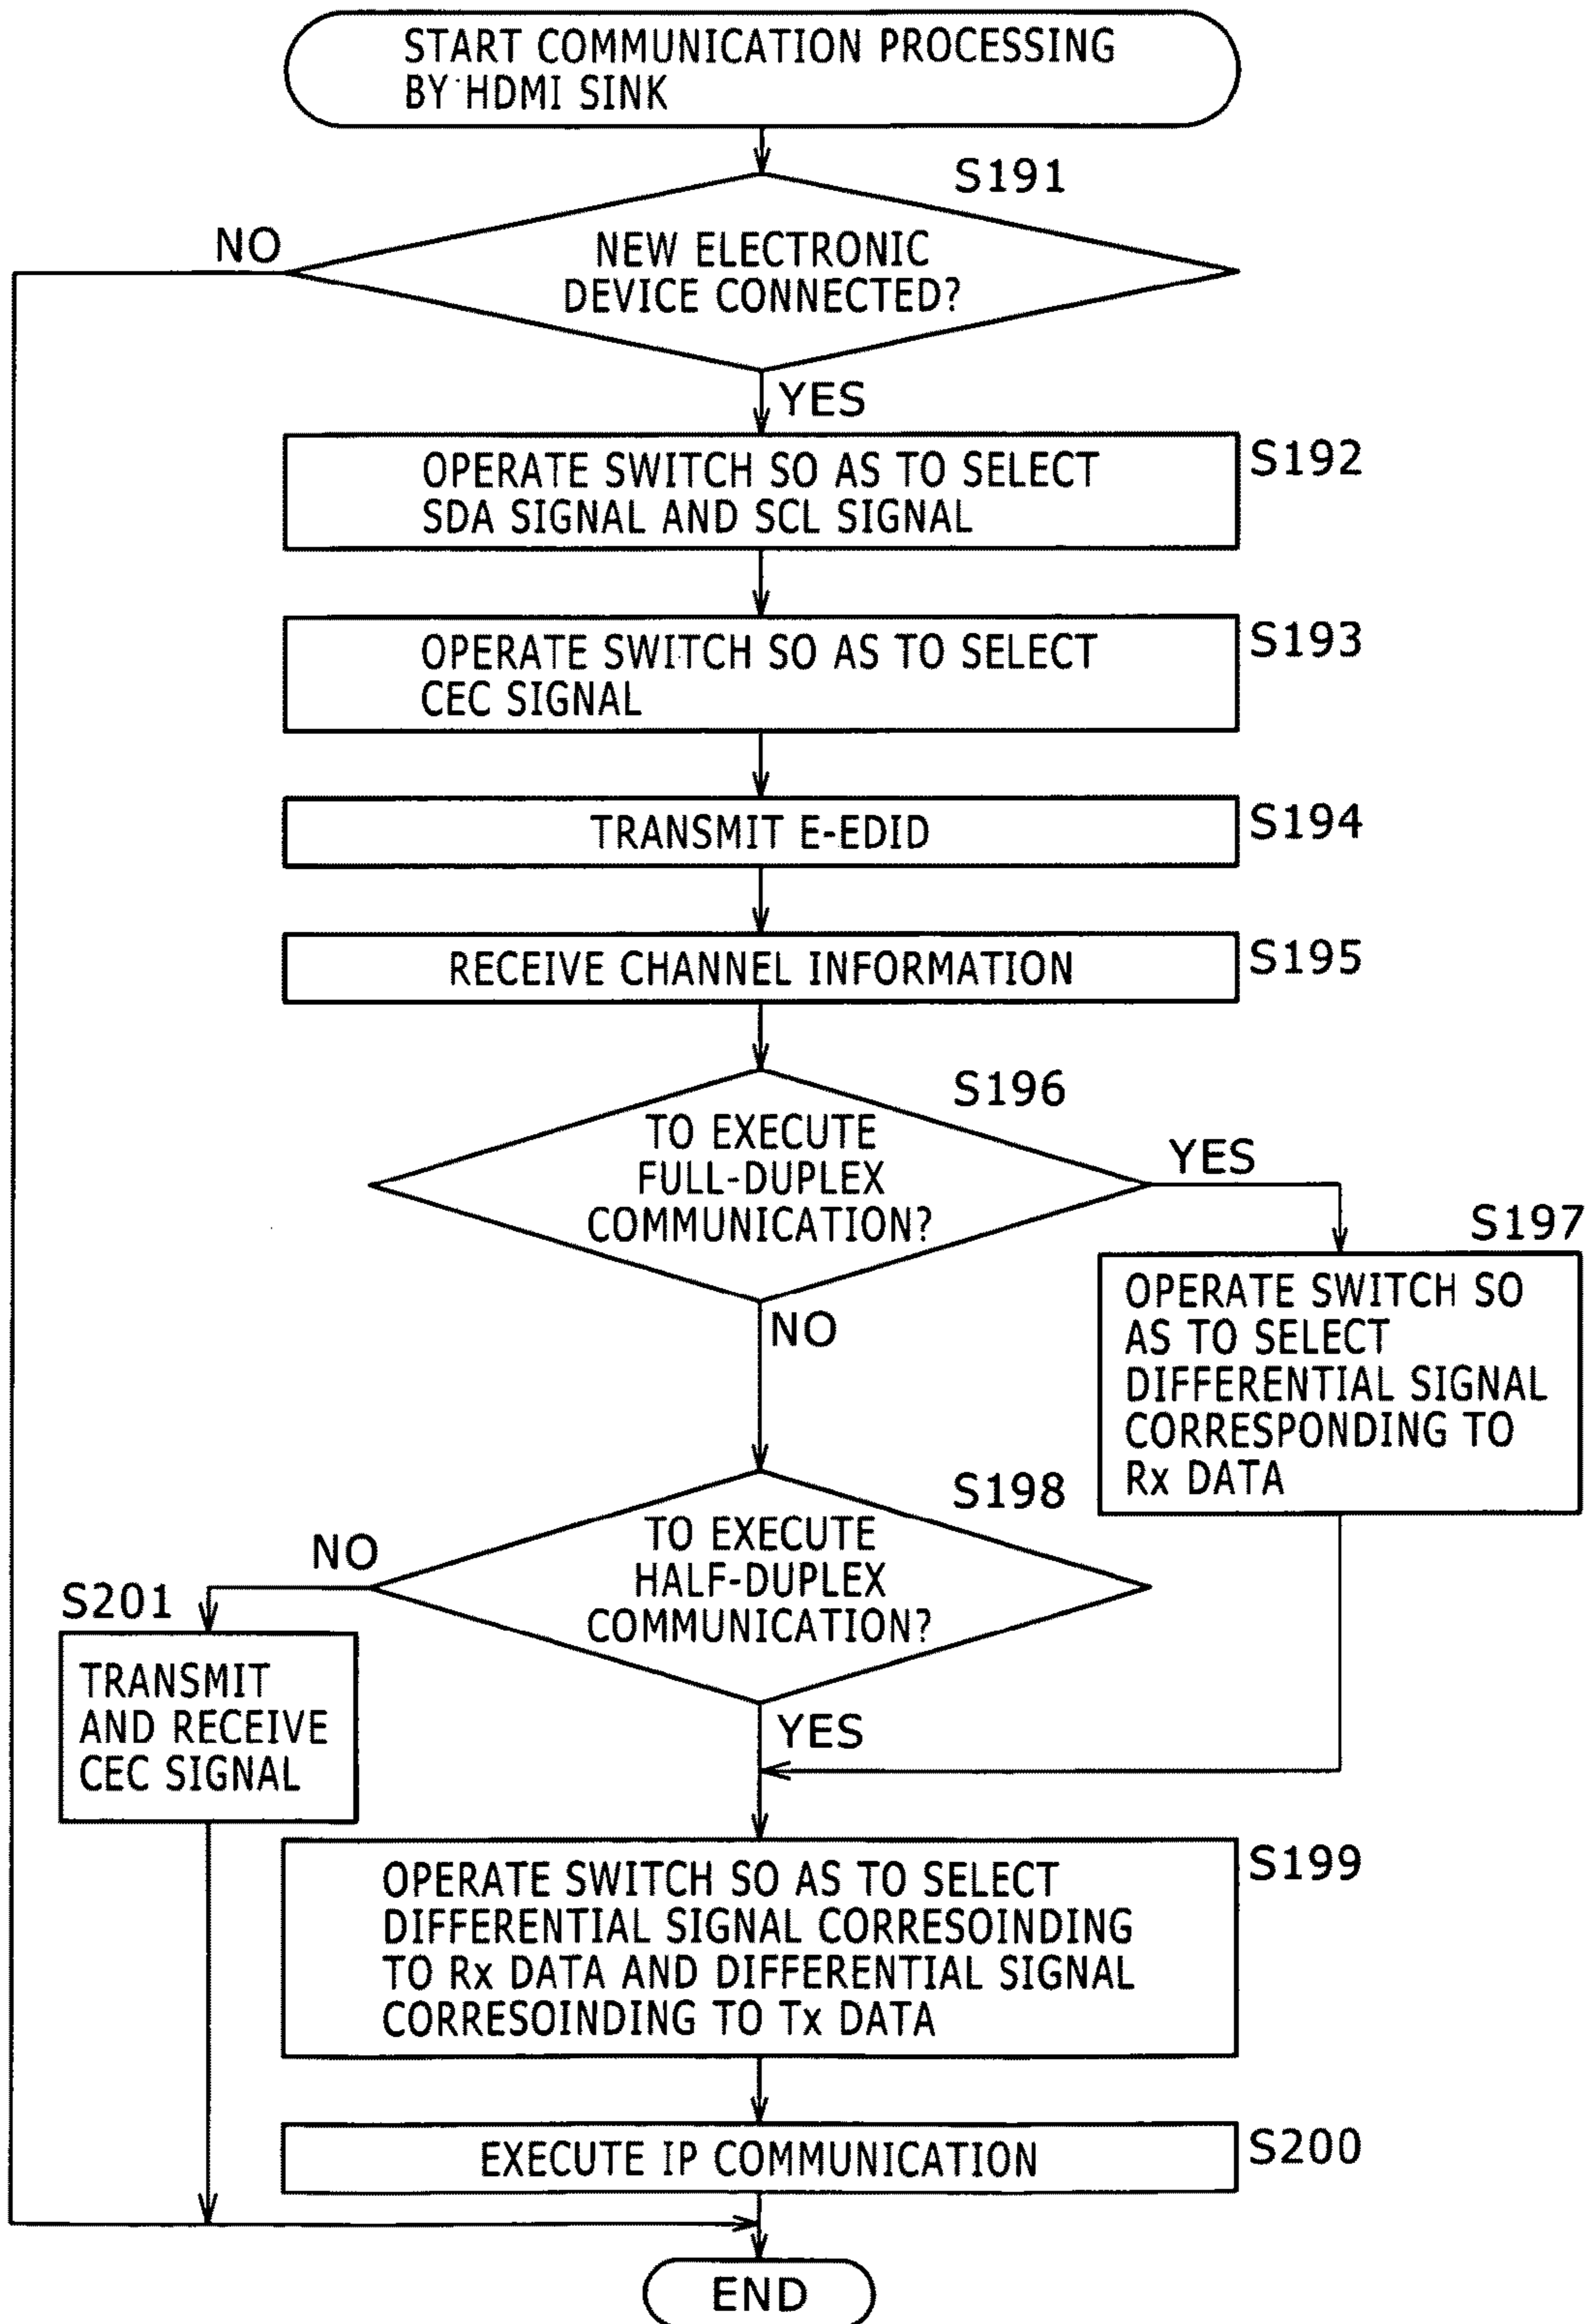 START COMMUNICATION PROCESSING
BY HDMI SINK
S191
NO
NEW ELECTRONIC
DEVICE CONNECTED?
YES
OPERATE SWITCH SO AS TO SELECT
SDA SIGNAL AND SCL SIGNAL
S192
OPERATE SWITCH SO AS TO SELECT
CEC SIGNAL
S193
TRANSMIT E-EDID
S194
RECEIVE CHANNEL INFORMATION
S195
S196
TO EXECUTE
FULL-DUPLEX
COMMUNICATION?
YES
NO
S197
OPERATE SWITCH SO
AS TO SELECT
DIFFERENTIAL SIGNAL
CORRESPONDING TO
Rx DATA
S198
TO EXECUTE
HALF-DUPLEX
COMMUNICATION?
NO
YES
S201
TRANSMIT
AND RECEIVE
CEC SIGNAL
OPERATE SWITCH SO AS TO SELECT
DIFFERENTIAL SIGNAL CORRESOINDING
TO Rx DATA AND DIFFERENTIAL SIGNAL
CORRESOINDING TO Tx DATA
S199
EXECUTE IP COMMUNICATION
S200
END